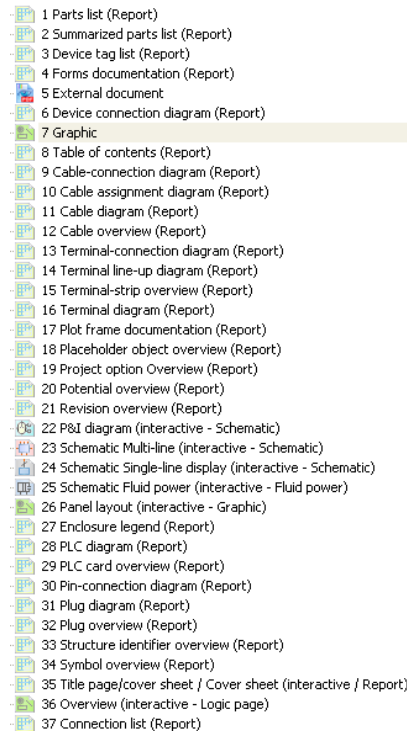 1 Parts list (Report)
2 Summarized parts list (Report)
3 Device tag list (Report)
4 Forms documentation (Report)
5 External document
6 Device connection diagram (Report)
7 Graphic
8 Table of contents (Report)
9 Cable-connection diagram (Report)
10 Cable assignment diagram (Report)
11 Cable diagram (Report)
12 Cable overview (Report)
13 Terminal-connection diagram (Report)
14 Terminal line-up diagram (Report)
15 Terminal-strip overview (Report)
16 Terminal diagram (Report)
17 Plot frame documentation (Report)
18 Placeholder object overview (Report)
19 Project option Overview (Report)
20 Potential overview (Report)
21 Revision overview (Report)
22 P&I diagram (interactive - Schematic)
23 Schematic Multi-line (interactive - Schematic)
24 Schematic Single-line display (interactive - Schematic)
25 Schematic Fluid power (interactive - Fluid power)
26 Panel layout (interactive - Graphic)
27 Enclosure legend (Report)
28 PLC diagram (Report)
29 PLC card overview (Report)
30 Pin-connection diagram (Report)
31 Plug diagram (Report)
32 Plug overview (Report)
33 Structure identifier overview (Report)
34 Symbol overview (Report)
35 Title page/cover sheet / Cover sheet (interactive / Report)
36 Overview (interactive - Logic page)
37 Connection list (Report)